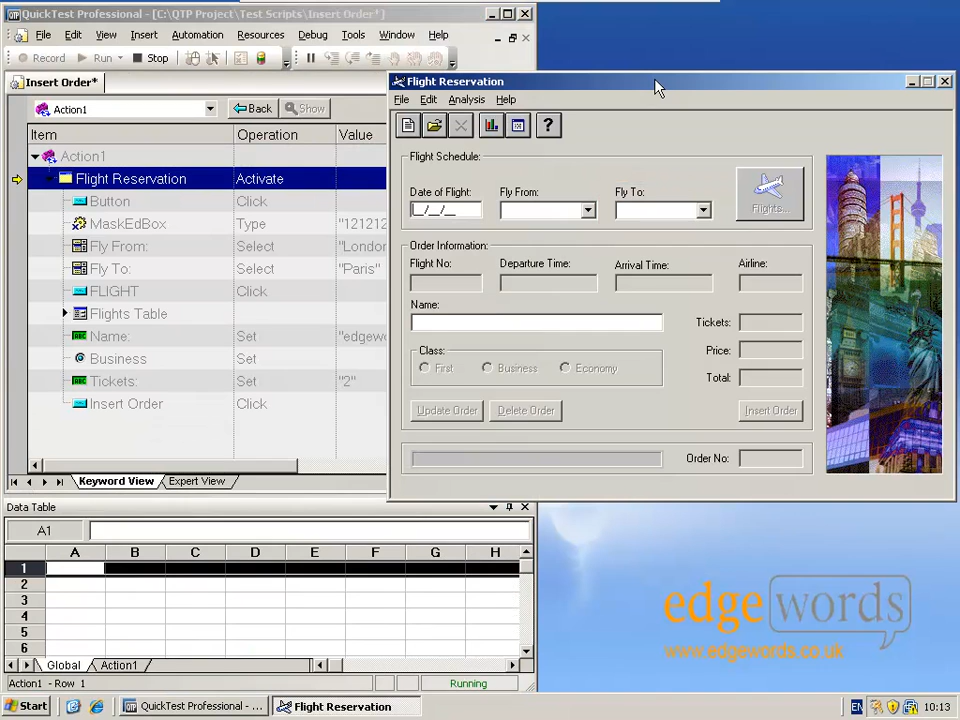 QuickTest Professional - [C:\QTP Project\Test Scripts\Insert Order*]
File Edit View Insert Automation Resources Debug Tools Window Help
Record Run Stop
Insert Order*
Action1 Back Show
Item Operation Value
Action1
Flight Reservation Activate
Button Click
MaskEdBox Type "121212
Fly From: Select "London
Fly To: Select "Paris"
FLIGHT Click
Flights Table
Name: Set "edgewo
Business Set
Tickets: Set "2"
Insert Order Click
Keyword View Expert View
Flight Reservation
File Edit Analysis Help
?
Flight Schedule:
Date of Flight: Fly From: Fly To:
__/__/__
Flights...
Order Information:
Flight No: Departure Time: Arrival Time: Airline:
Name:
Tickets:
Class:
First Business Economy
Price:
Total:
Update Order Delete Order Insert Order
Order No:
Data Table
A1
A B C D E F G H
1
2
3
4
5
6
Global Action1
Action1 - Row 1 Running
edgewords
www.edgewords.co.uk
Start QuickTest Professional - ... Flight Reservation EN 10:13